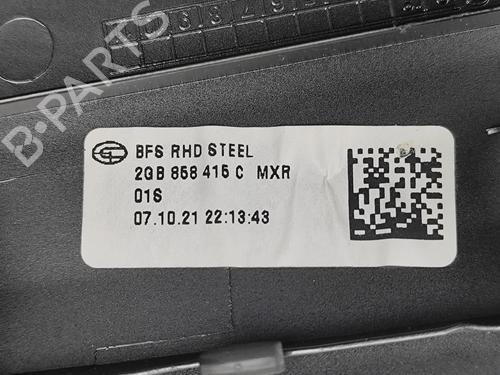 B-PARTS
BFS RHD STEEL
2GB 858 415 C MXR
01S
07.10.21 22:13:43